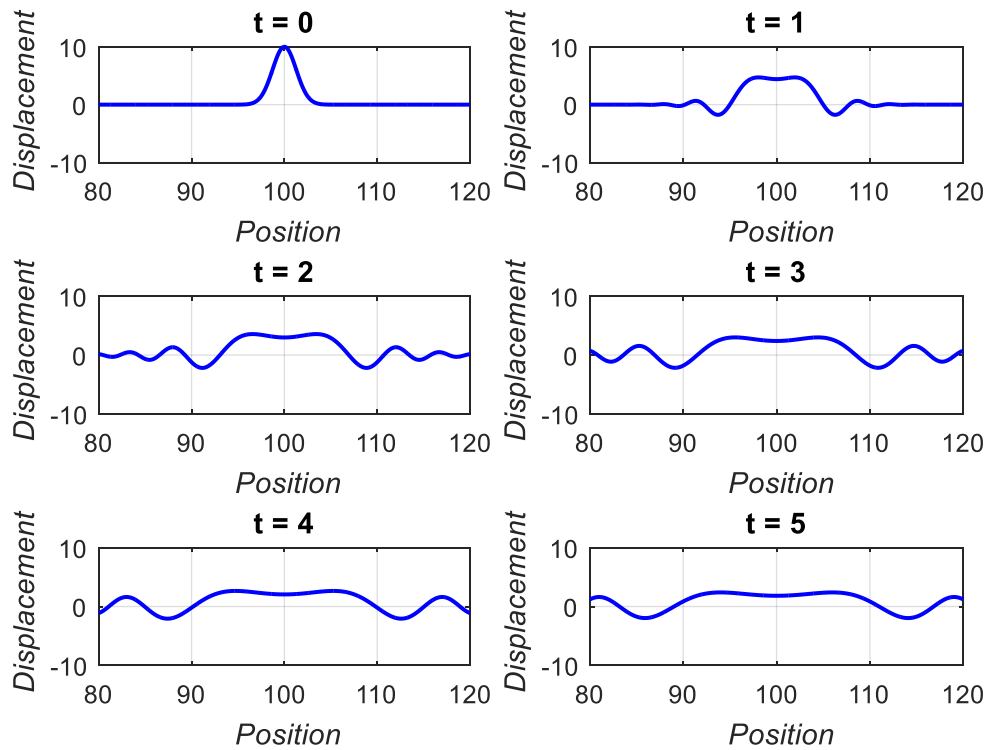 t = 0
Displacement
10
0
-10
80 90 100 110 120
Position
t = 1
Displacement
10
0
-10
80 90 100 110 120
Position
t = 2
Displacement
10
0
-10
80 90 100 110 120
Position
t = 3
Displacement
10
0
-10
80 90 100 110 120
Position
t = 4
Displacement
10
0
-10
80 90 100 110 120
Position
t = 5
Displacement
10
0
-10
80 90 100 110 120
Position